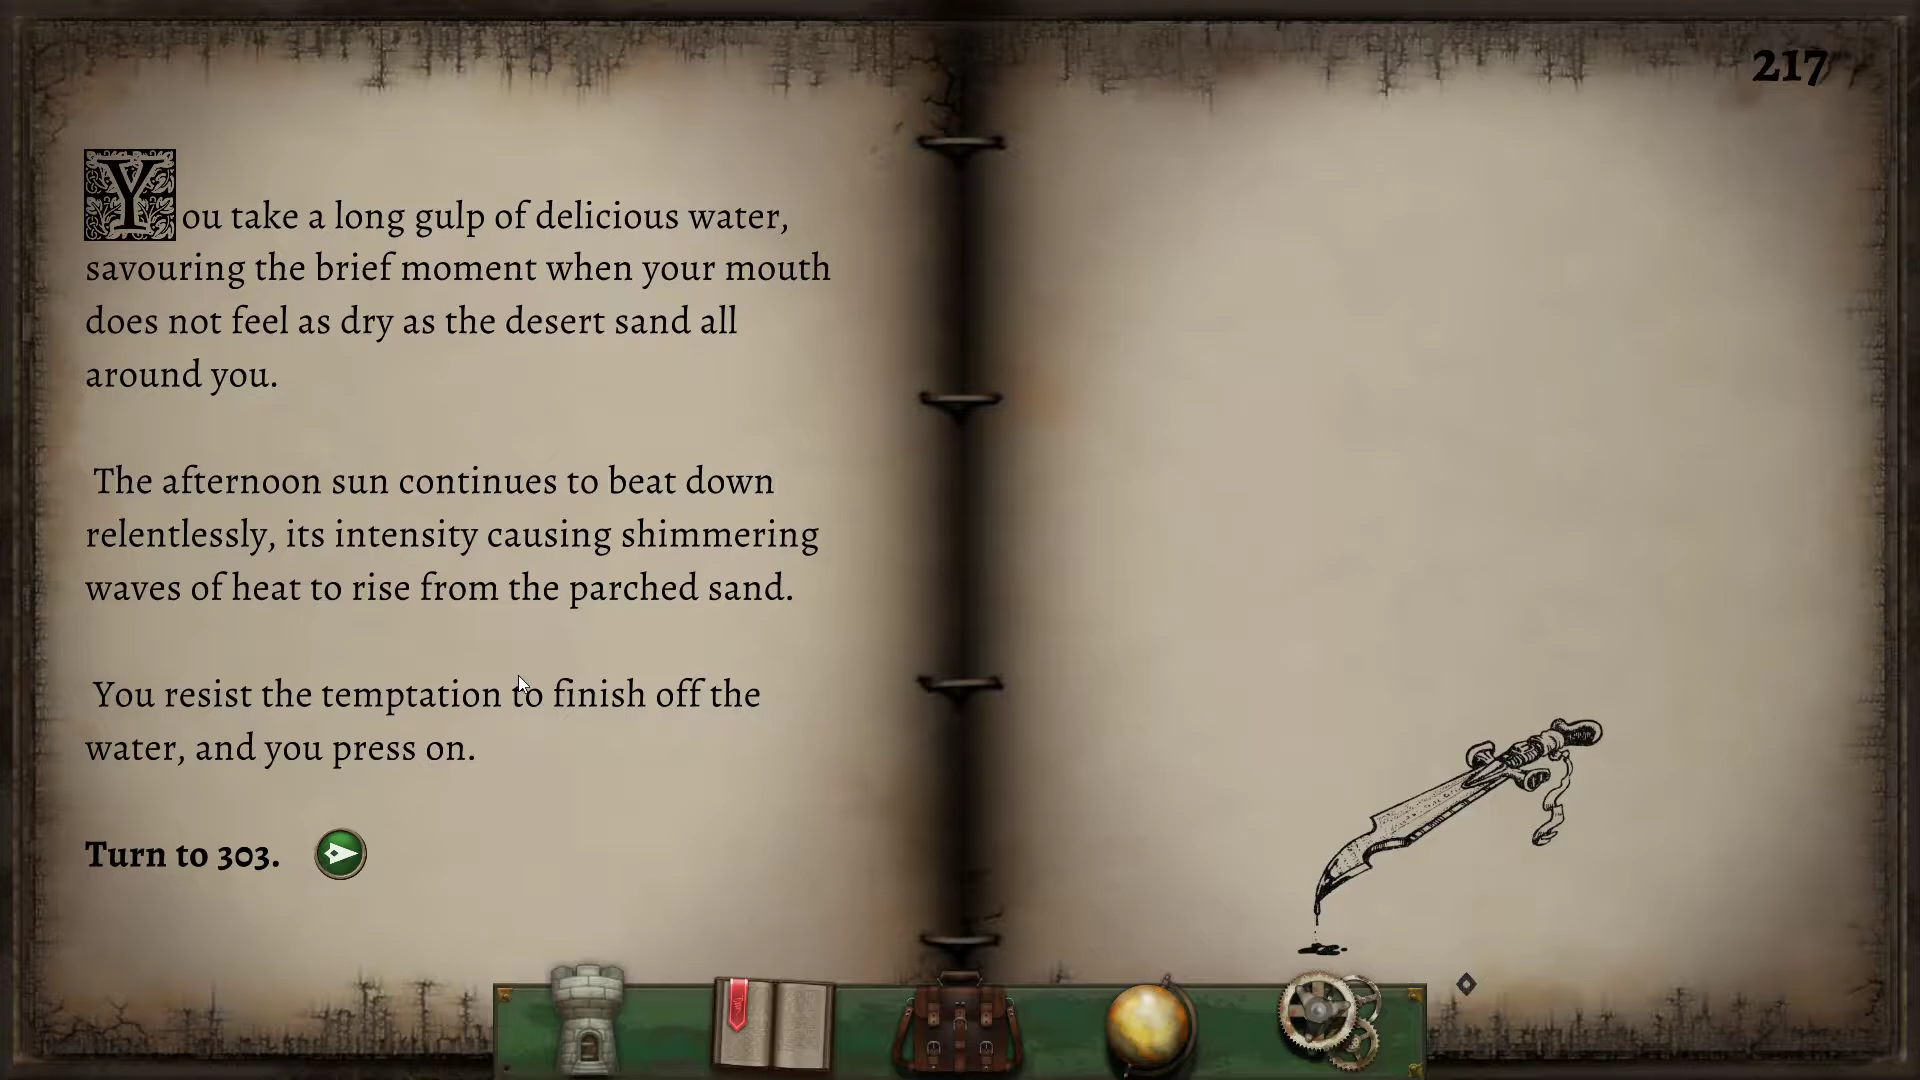 217
You take a long gulp of delicious water,
savouring the brief moment when your mouth
does not feel as dry as the desert sand all
around you.
The afternoon sun continues to beat down
relentlessly, its intensity causing shimmering
waves of heat to rise from the parched sand.
You resist the temptation to finish off the
water, and you press on.
Turn to 303.